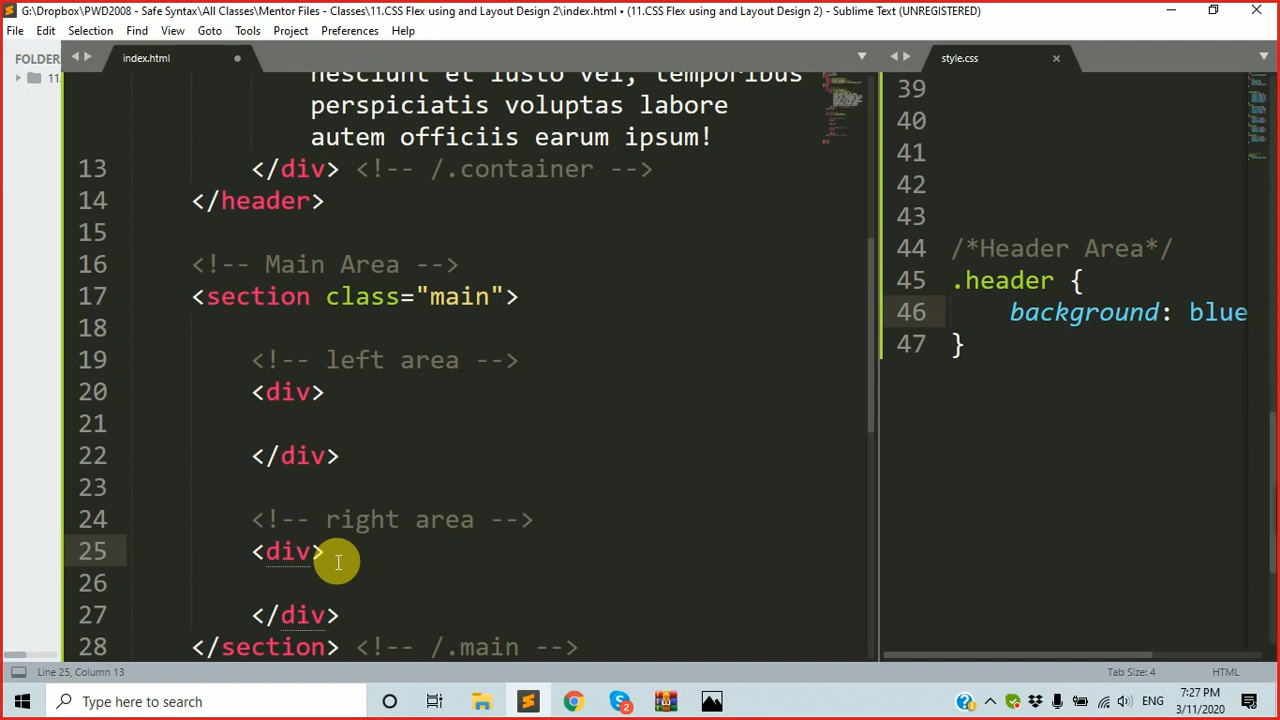 G:\Dropbox\PWD2008 - Safe Syntax\All Classes\Mentor Files - Classes\11.CSS Flex using and Layout Design 2\index.html • (11.CSS Flex using and Layout Design 2) - Sublime Text (UNREGISTERED)
File Edit Selection Find View Goto Tools Project Preferences Help
FOLDER
index.html
style.css
11.
nesciunt et iusto vel, temporibus
perspiciatis voluptas labore
autem officiis earum ipsum!
13 </div> <!-- /.container -->
14 </header>
15
16 <!-- Main Area -->
17 <section class="main">
18
19 <!-- left area -->
20 <div>
21
22 </div>
23
24 <!-- right area -->
25 <div>
26
27 </div>
28 </section> <!-- /.main -->
39
40
41
42
43
44 /*Header Area*/
45 .header {
46 background: blue
47 }
Line 25, Column 13
Tab Size: 4
HTML
Type here to search
2
ENG
7:27 PM
3/11/2020